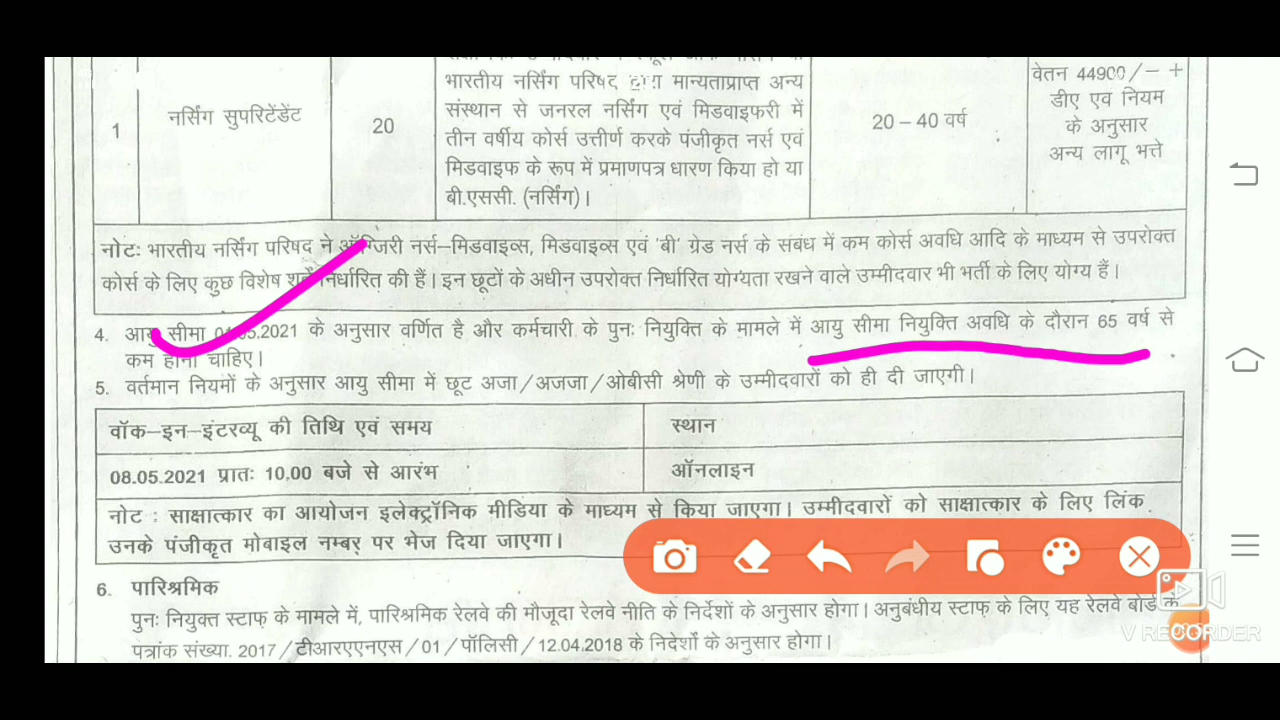 भारतीय नर्सिंग परिषद द्वारा मान्यताप्राप्त अन्य
संस्थान से जनरल नर्सिंग एवं मिडवाइफरी में
तीन वर्षीय कोर्स उत्तीर्ण करके पंजीकृत नर्स एवं
मिडवाइफ के रूप में प्रमाणपत्र धारण किया हो या
बी.एससी. (नर्सिंग)।
1
नर्सिंग सुपरिटेंडेंट
20
20 – 40 वर्ष
वेतन 44900/– +
डीए एवं नियम
के अनुसार
अन्य लागू भत्ते
नोटः भारतीय नर्सिंग परिषद ने ऑग्जिरी नर्स–मिडवाइव्स, मिडवाइव्स एवं 'बी' ग्रेड नर्स के संबंध में कम कोर्स अवधि आदि के माध्यम से उपरोक्त
कोर्स के लिए कुछ विशेष शर्तें निर्धारित की हैं। इन छूटों के अधीन उपरोक्त निर्धारित योग्यता रखने वाले उम्मीदवार भी भर्ती के लिए योग्य हैं।
4. आयु सीमा 01.05.2021 के अनुसार वर्णित है और कर्मचारी के पुनः नियुक्ति के मामले में आयु सीमा नियुक्ति अवधि के दौरान 65 वर्ष से
कम होना चाहिए।
5. वर्तमान नियमों के अनुसार आयु सीमा में छूट अजा/अजजा/ओबीसी श्रेणी के उम्मीदवारों को ही दी जाएगी।
वॉक–इन–इंटरव्यू की तिथि एवं समय
स्थान
08.05.2021 प्रातः 10.00 बजे से आरंभ
ऑनलाइन
नोट : साक्षात्कार का आयोजन इलेक्ट्रॉनिक मीडिया के माध्यम से किया जाएगा। उम्मीदवारों को साक्षात्कार के लिए लिंक
उनके पंजीकृत मोबाइल नम्बर पर भेज दिया जाएगा।
6. पारिश्रमिक
पुनः नियुक्त स्टाफ के मामले में, पारिश्रमिक रेलवे की मौजूदा रेलवे नीति के निर्देशों के अनुसार होगा। अनुबंधीय स्टाफ के लिए यह रेलवे बोर्ड के
पत्रांक संख्या. 2017/टीआरएएनएस/01/पॉलिसी/12.04.2018 के निदेशों के अनुसार होगा।
V RECORDER